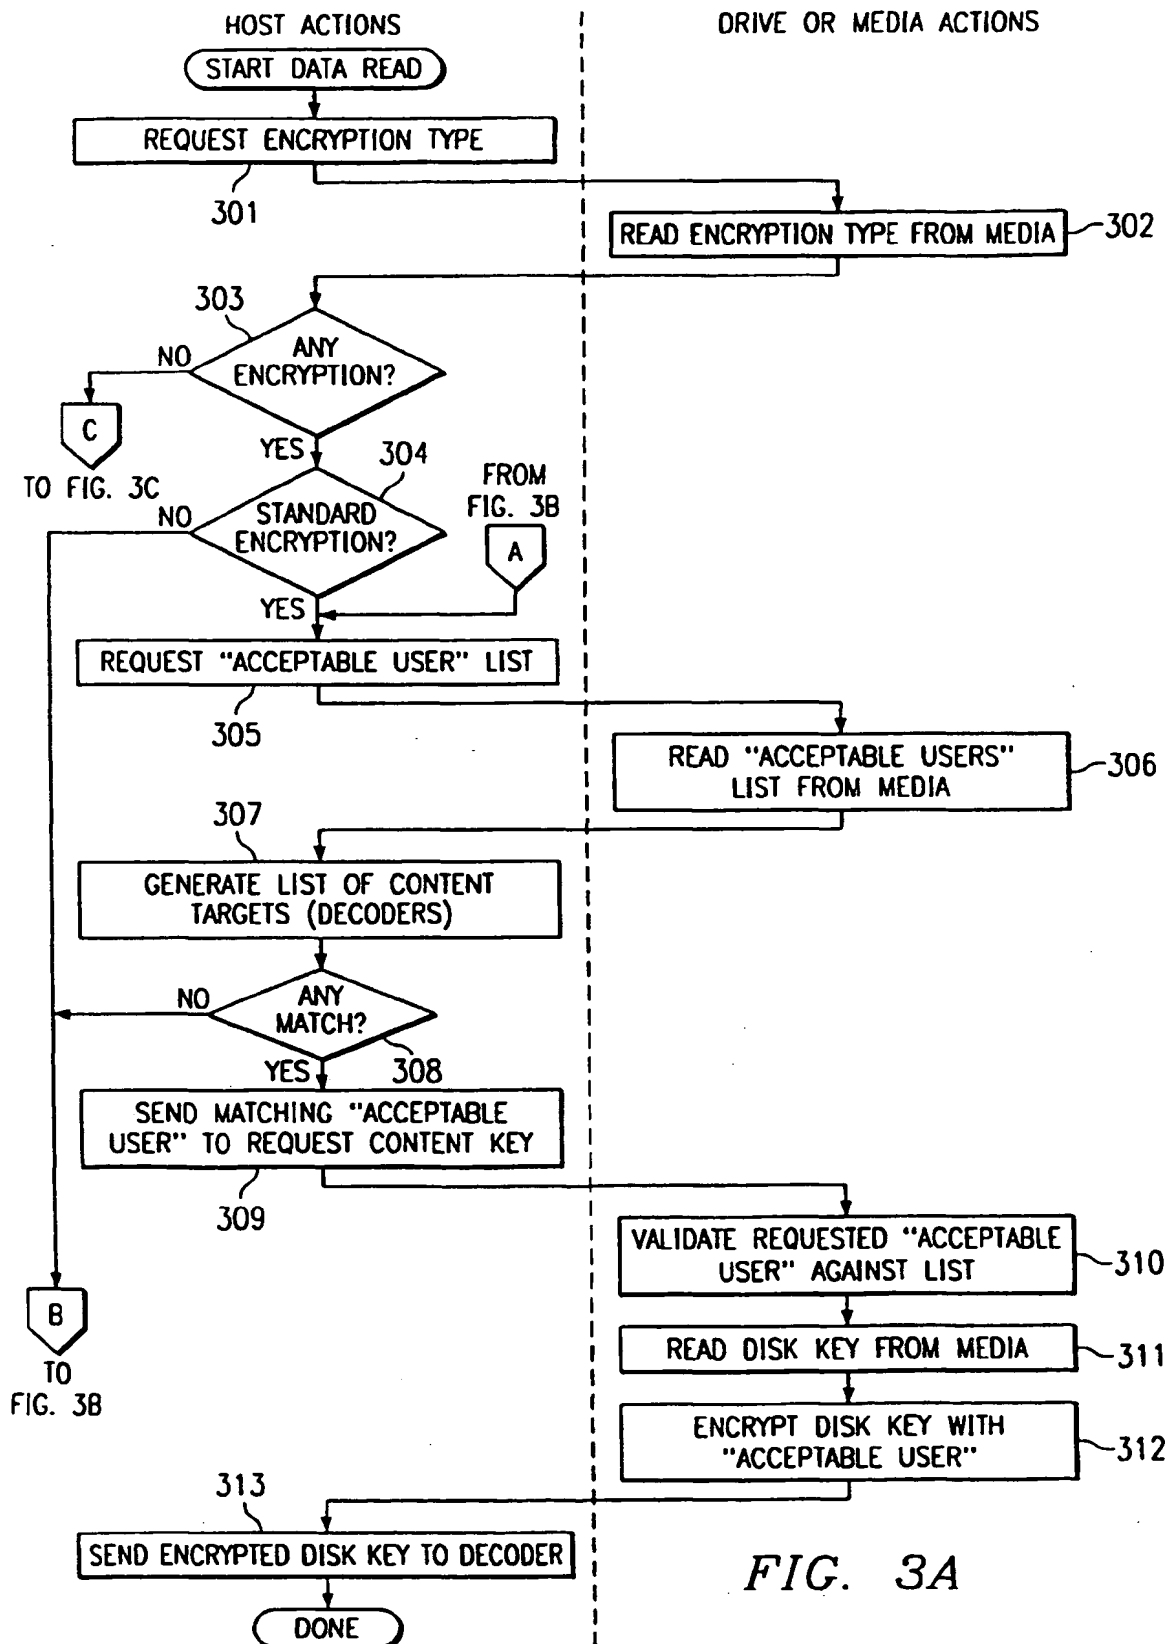 HOST ACTIONS
DRIVE OR MEDIA ACTIONS
START DATA READ
REQUEST ENCRYPTION TYPE
301
READ ENCRYPTION TYPE FROM MEDIA
302
303
ANY
ENCRYPTION?
NO
C
TO FIG. 3C
YES
304
STANDARD
ENCRYPTION?
NO
FROM
FIG. 3B
A
YES
REQUEST "ACCEPTABLE USER" LIST
305
READ "ACCEPTABLE USERS"
LIST FROM MEDIA
306
307
GENERATE LIST OF CONTENT
TARGETS (DECODERS)
ANY
MATCH?
NO
YES
308
SEND MATCHING "ACCEPTABLE
USER" TO REQUEST CONTENT KEY
309
VALIDATE REQUESTED "ACCEPTABLE
USER" AGAINST LIST
310
B
TO
FIG. 3B
READ DISK KEY FROM MEDIA
311
ENCRYPT DISK KEY WITH
"ACCEPTABLE USER"
312
313
SEND ENCRYPTED DISK KEY TO DECODER
DONE
FIG. 3A